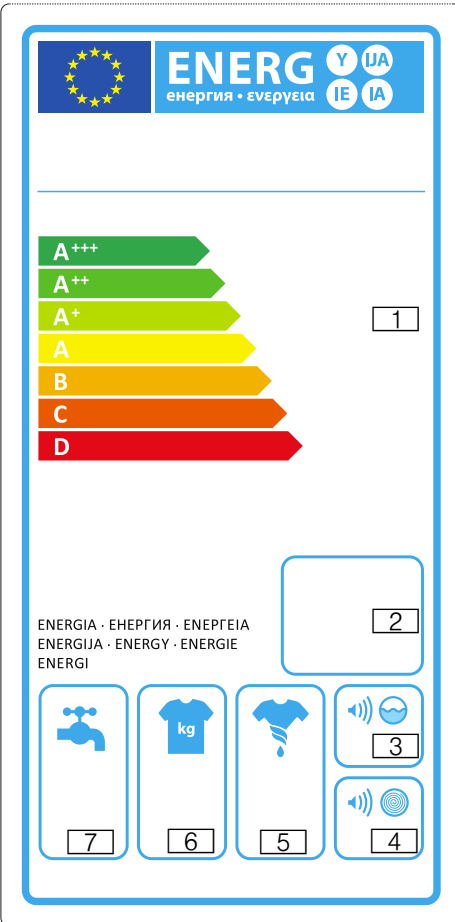 ENERG Y IJA
енергия • ενεργεια IE IA
A+++
A++
A+
1
A
B
C
D
2
ENERGIA · ЕНЕРГИЯ · ΕΝΕΡΓΕΙΑ
ENERGIJA · ENERGY · ENERGIE
ENERGI
kg
3
7
6
5
4